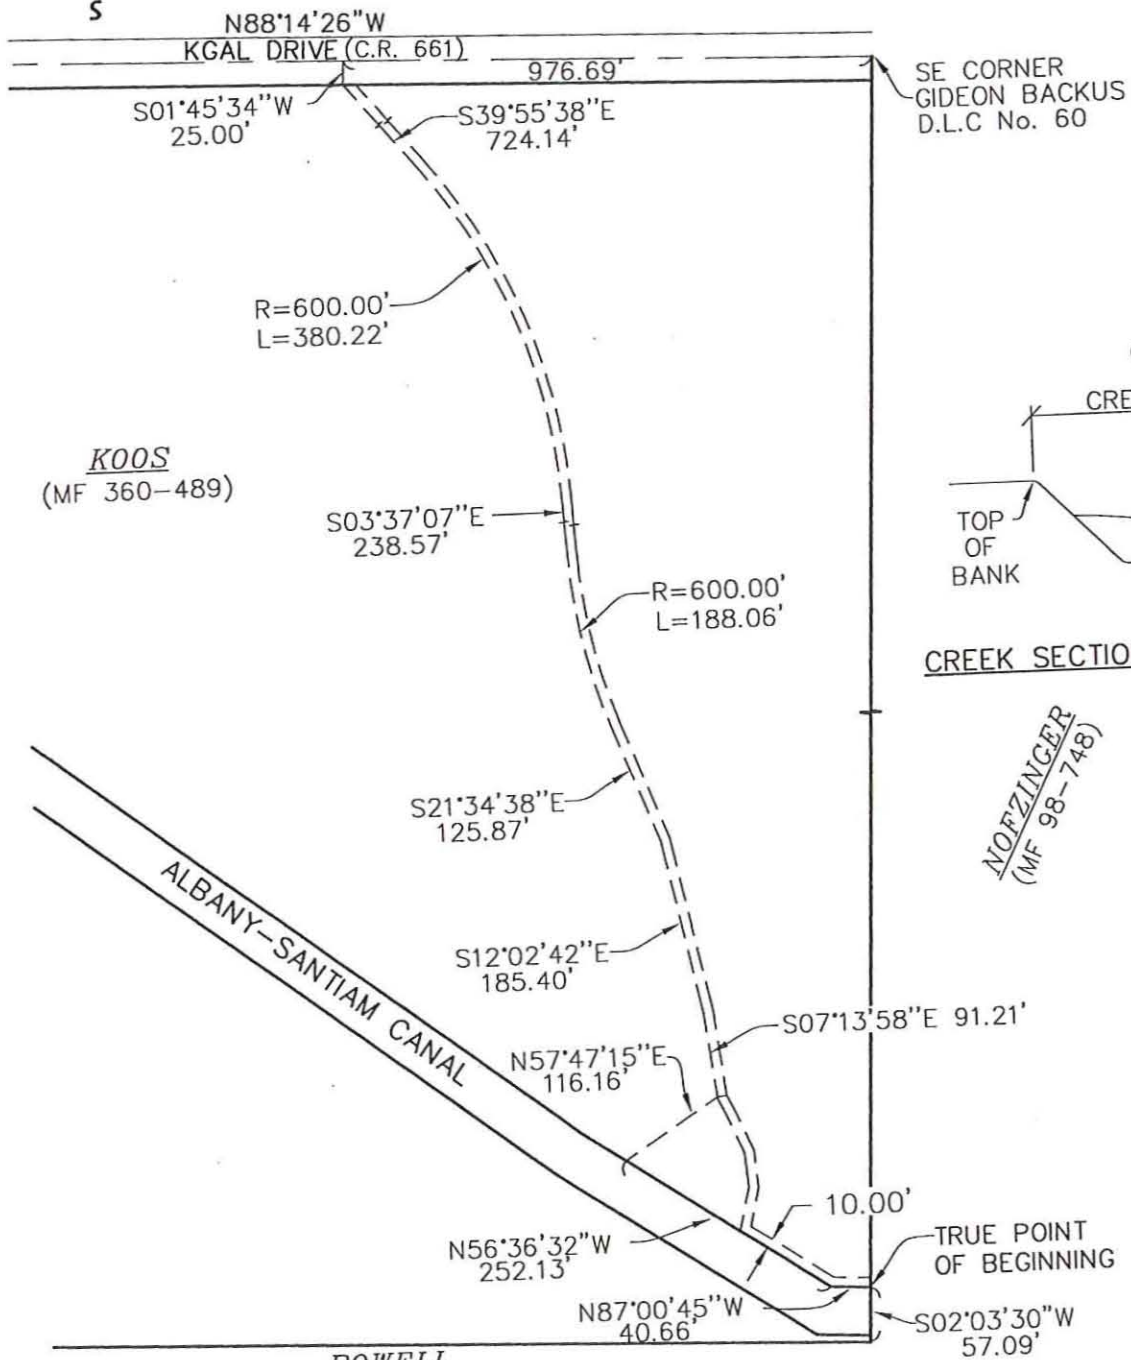 S
N88°14'26"W
KGAL DRIVE (C.R. 661)
976.69'
SE CORNER
GIDEON BACKUS
D.L.C No. 60
S01°45'34"W
25.00'
S39°55'38"E
724.14'
R=600.00'
L=380.22'
CRE
KOOS
(MF 360-489)
S03°37'07"E
238.57'
TOP
OF
BANK
R=600.00'
L=188.06'
CREEK SECTIO
NOFZINGER
(MF 98-748)
S21°34'38"E
125.87'
ALBANY-SANTIAM CANAL
S12°02'42"E
185.40'
S07°13'58"E 91.21'
N57°47'15"E
116.16'
10.00'
TRUE POINT
OF BEGINNING
N56°36'32"W
252.13'
N87°00'45"W
40.66'
S02°03'30"W
57.09'
POWELL